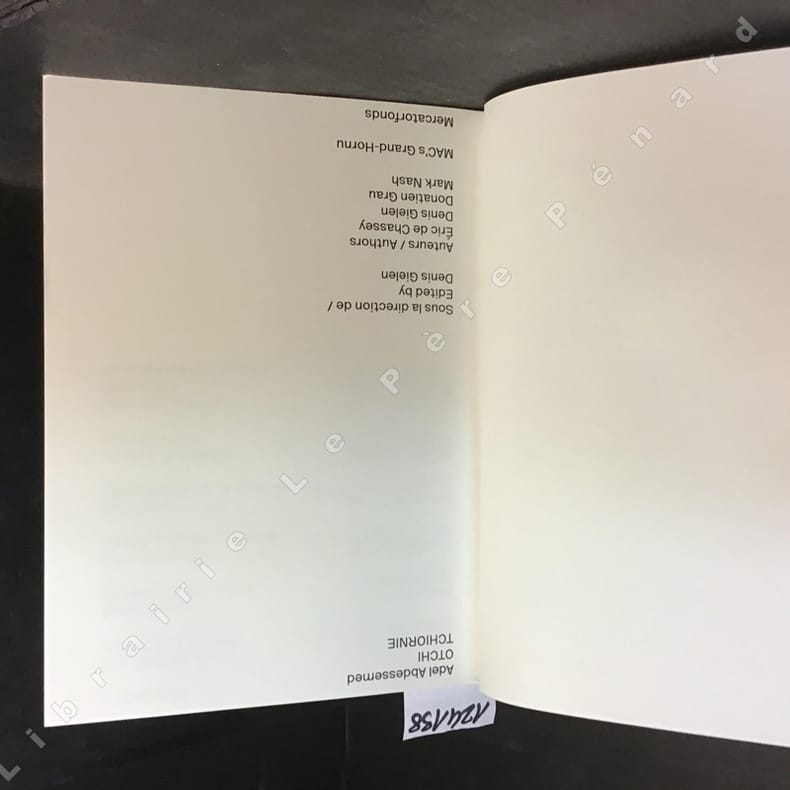 Adel Abdessemed
OTCHI
TCHIORNIE
Sous la direction de /
Edited by
Denis Gielen
Auteurs / Authors
Éric de Chassey
Denis Gielen
Donatien Grau
Mark Nash
MAC's Grand-Hornu
Mercatorfonds
124138
Librairie Le Père Pénard